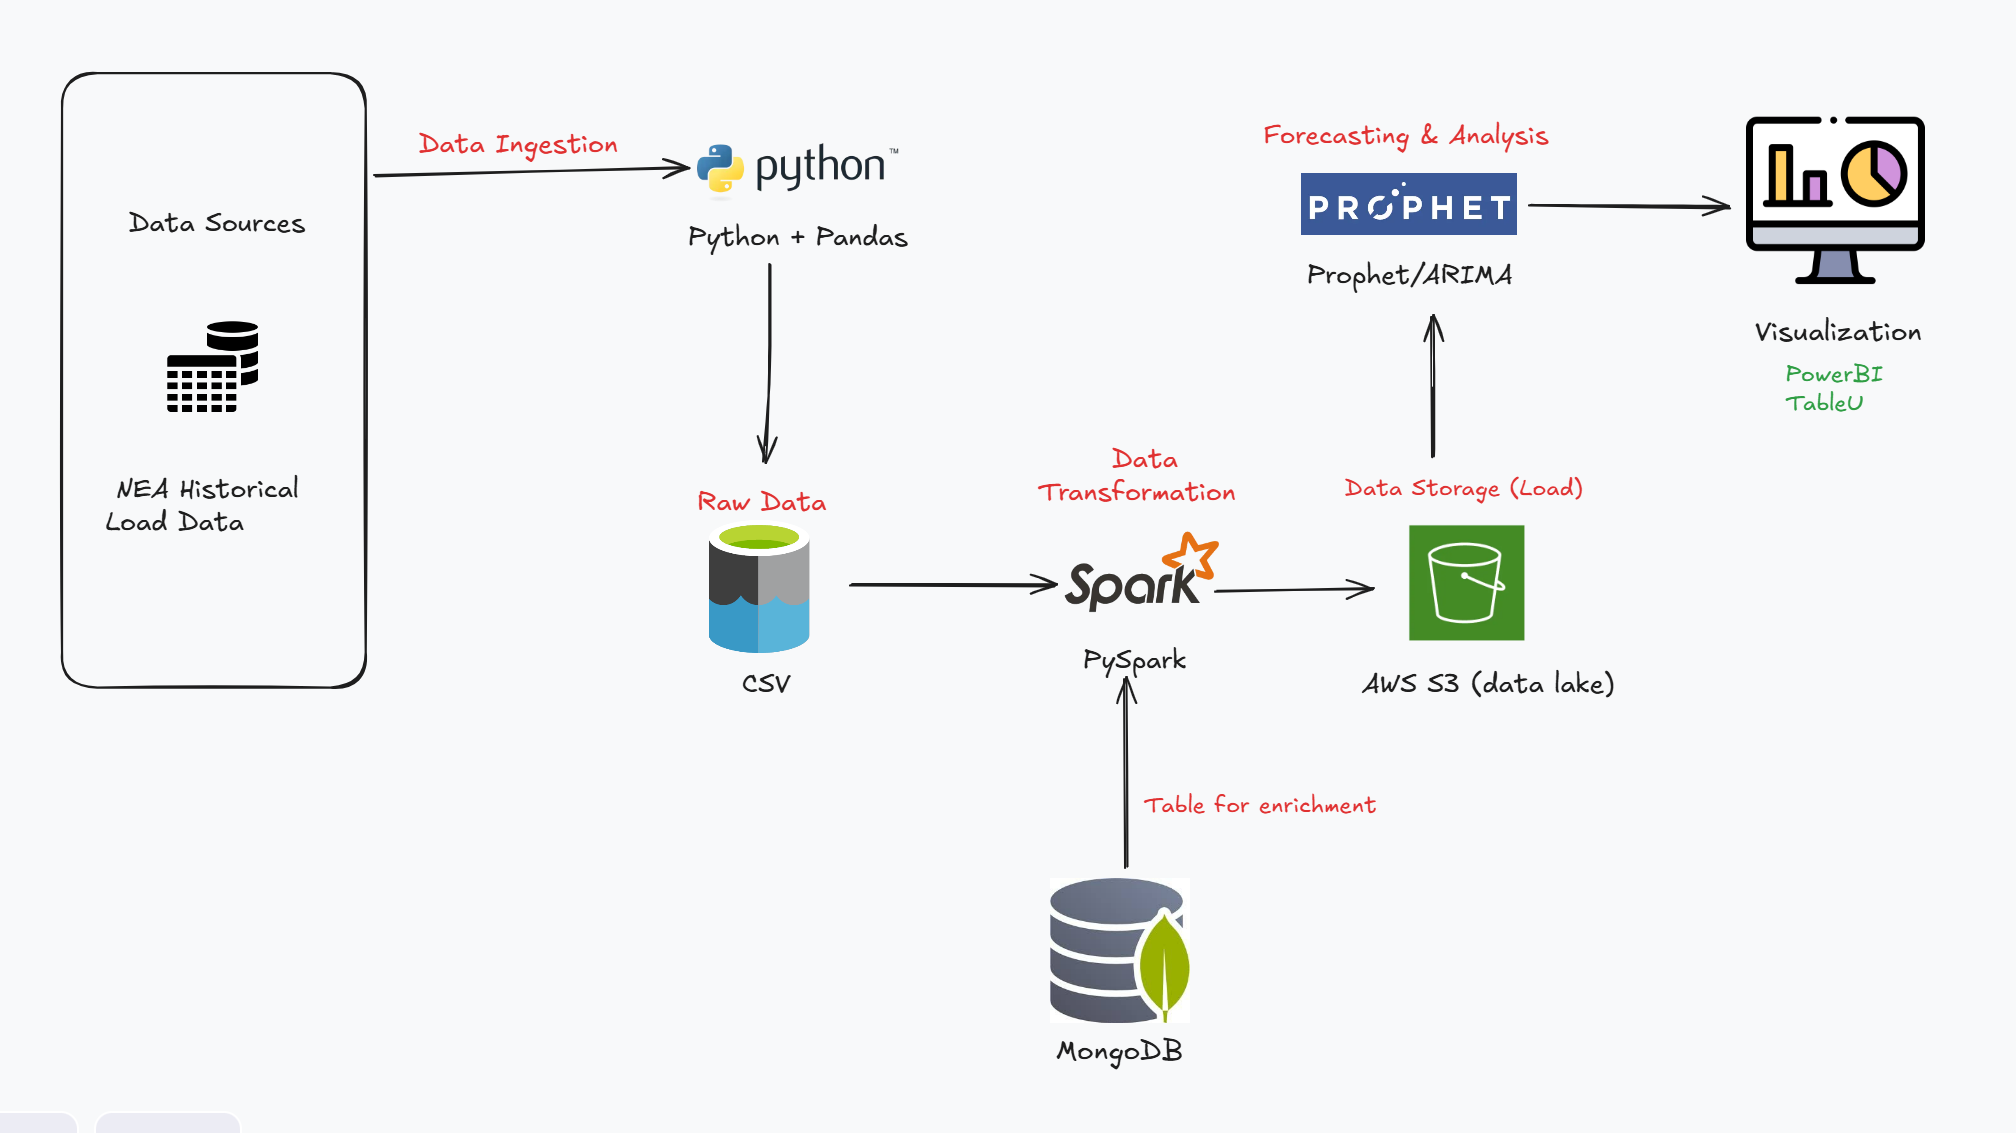 Data Sources
NEA Historical
Load Data
Data Ingestion
python™
Python + Pandas
Raw Data
CSV
Data
Transformation
Spark
PySpark
Table for enrichment
MongoDB
Data Storage (Load)
AWS S3 (data lake)
Forecasting & Analysis
PROPHET
Prophet/ARIMA
Visualization
PowerBI
TableU